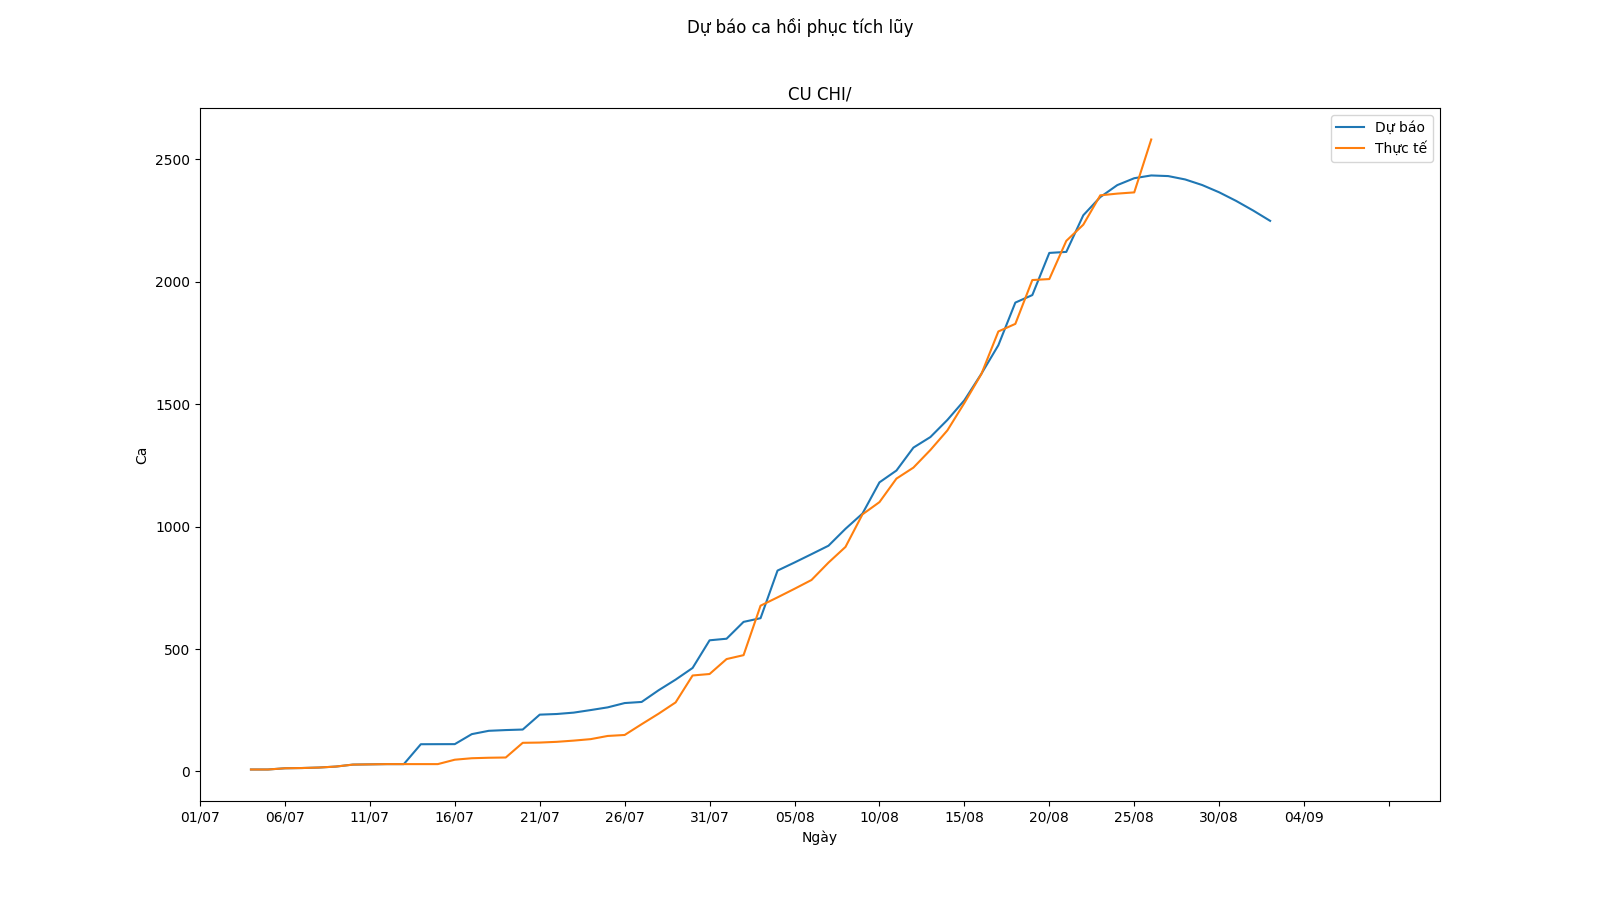 Dự báo ca hồi phục tích lũy
CU CHI/
Dự báo
Thực tế
2500
2000
1500
1000
500
0
Ca
01/07 06/07 11/07 16/07 21/07 26/07 31/07 05/08 10/08 15/08 20/08 25/08 30/08 04/09
Ngày